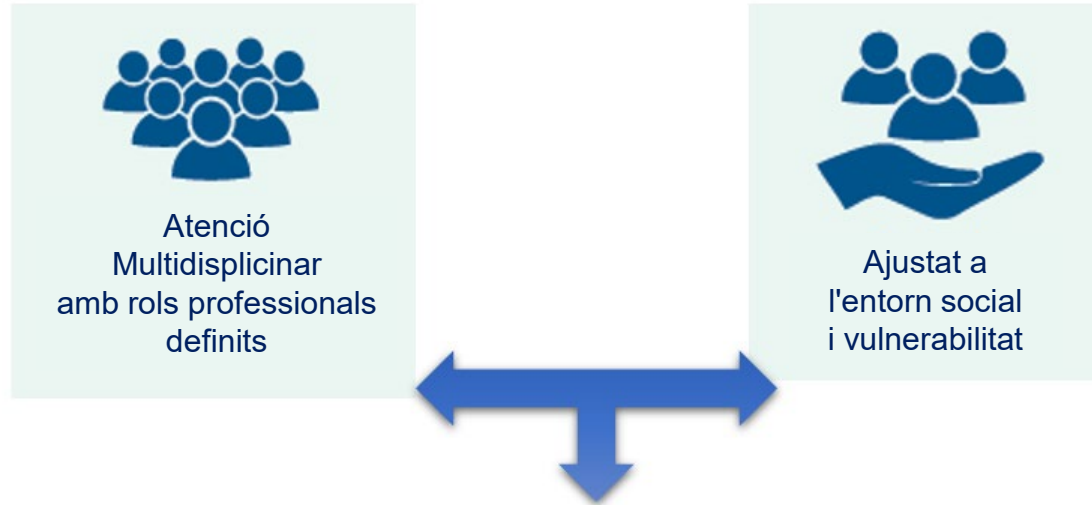 Atenció
Multidisplicinar
amb rols professionals
definits
Ajustat a
l'entorn social
i vulnerabilitat